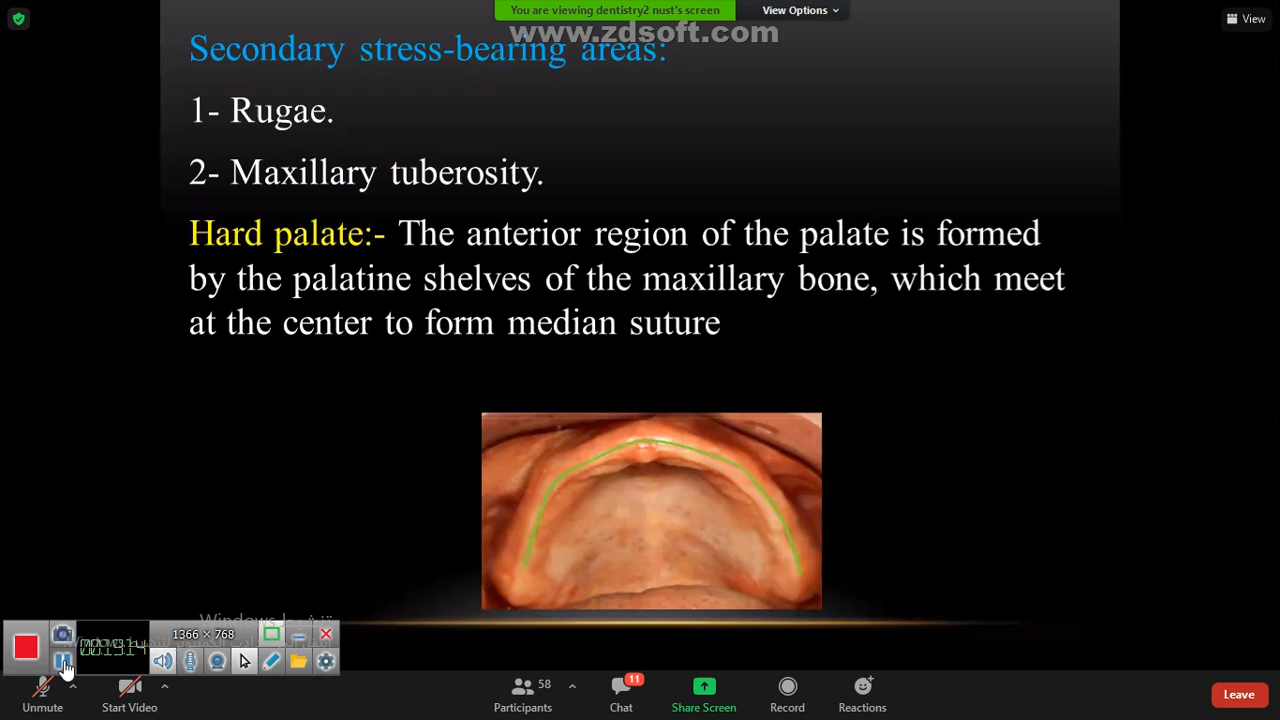 You are viewing dentistry2 nust's screen
View Options
View
www.zdsoft.com
Secondary stress-bearing areas:
1- Rugae.
2- Maxillary tuberosity.
Hard palate:- The anterior region of the palate is formed
by the palatine shelves of the maxillary bone, which meet
at the center to form median suture
1366 × 768
Unmute
Start Video
58
Participants
11
Chat
Share Screen
Record
Reactions
Leave